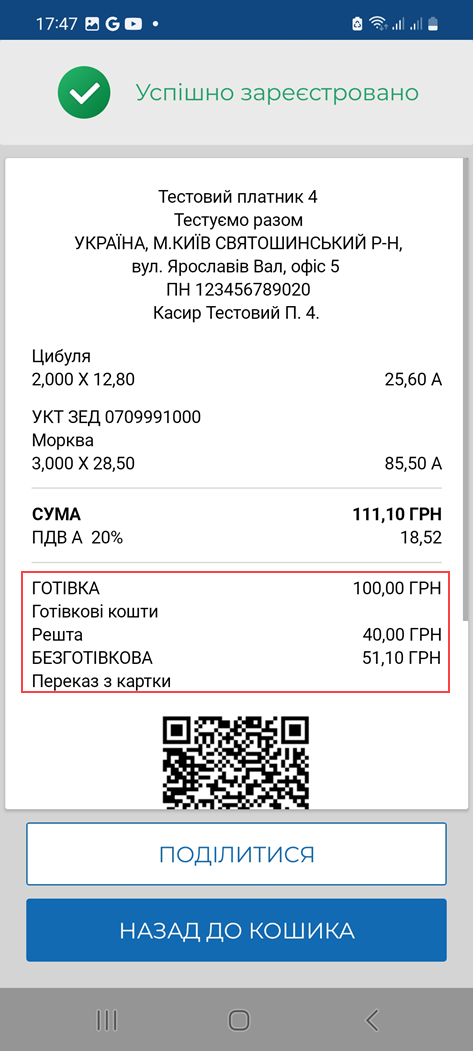 17:47
Успішно зареєстровано
Тестовий платник 4
Тестуємо разом
УКРАЇНА, М.КИЇВ СВЯТОШИНСЬКИЙ Р-Н,
вул. Ярославів Вал, офіс 5
ПН 123456789020
Касир Тестовий П. 4.
Цибуля
2,000 X 12,80 25,60 А
УКТ ЗЕД 0709991000
Морква
3,000 X 28,50 85,50 А
СУМА 111,10 ГРН
ПДВ А 20% 18,52
ГОТІВКА 100,00 ГРН
Готівкові кошти
Решта 40,00 ГРН
БЕЗГОТІВКОВА 51,10 ГРН
Переказ з картки
ПОДІЛИТИСЯ
НАЗАД ДО КОШИКА